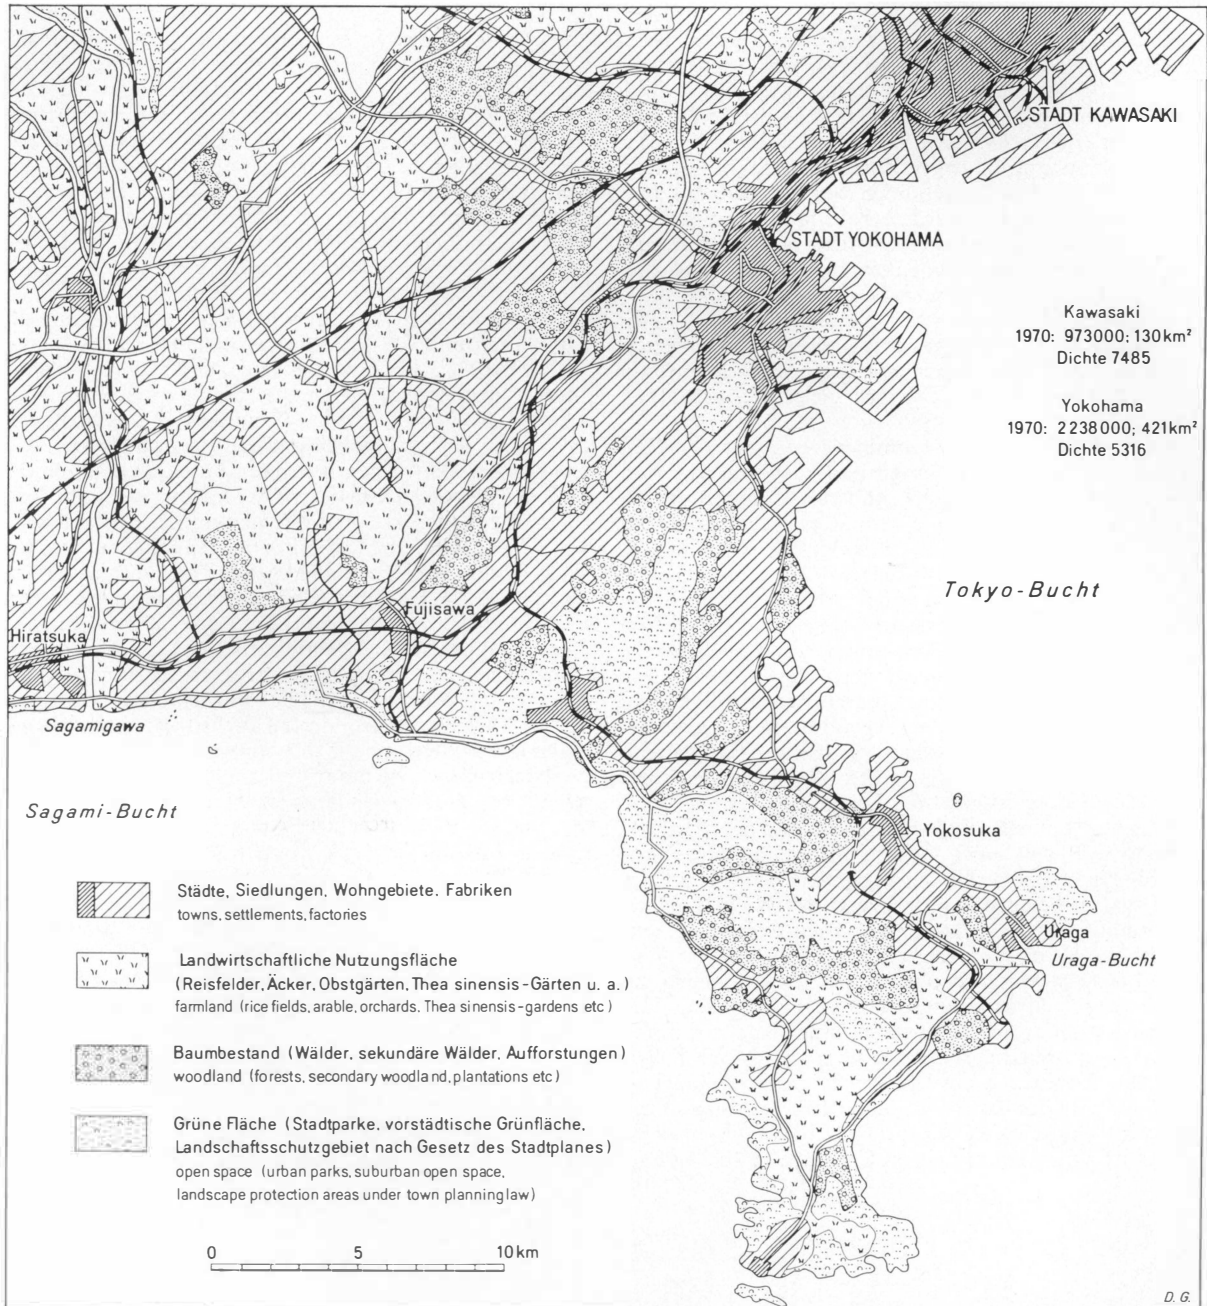 STADT KAWASAKI
STADT YOKOHAMA
Kawasaki
1970: 973000; 130km²
Dichte 7485
Yokohama
1970: 2238000; 421km²
Dichte 5316
Tokyo-Bucht
Fujisawa
Hiratsuka
Sagamigawa
Sagami-Bucht
Yokosuka
Uraga
Uraga-Bucht
Städte, Siedlungen, Wohngebiete. Fabriken
towns, settlements, factories
Landwirtschaftliche Nutzungsfläche
(Reisfelder, Äcker, Obstgärten, Thea sinensis-Gärten u. a.)
farmland (rice fields, arable, orchards, Thea sinensis-gardens etc)
Baumbestand (Wälder, sekundäre Wälder, Aufforstungen)
woodland (forests, secondary woodland, plantations etc)
Grüne Fläche (Stadtparke, vorstädtische Grünfläche,
Landschaftsschutzgebiet nach Gesetz des Stadtplanes)
open space (urban parks, suburban open space,
landscape protection areas under town planning law)
0 5 10km
D. G.